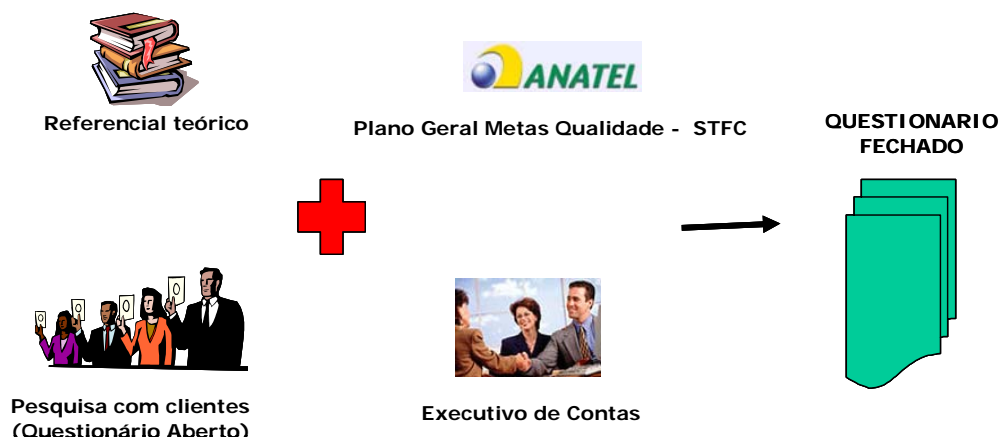 Referencial teórico
ANATEL
Plano Geral Metas Qualidade - STFC
QUESTIONARIO
FECHADO
Pesquisa com clientes
(Questionário Aberto)
Executivo de Contas